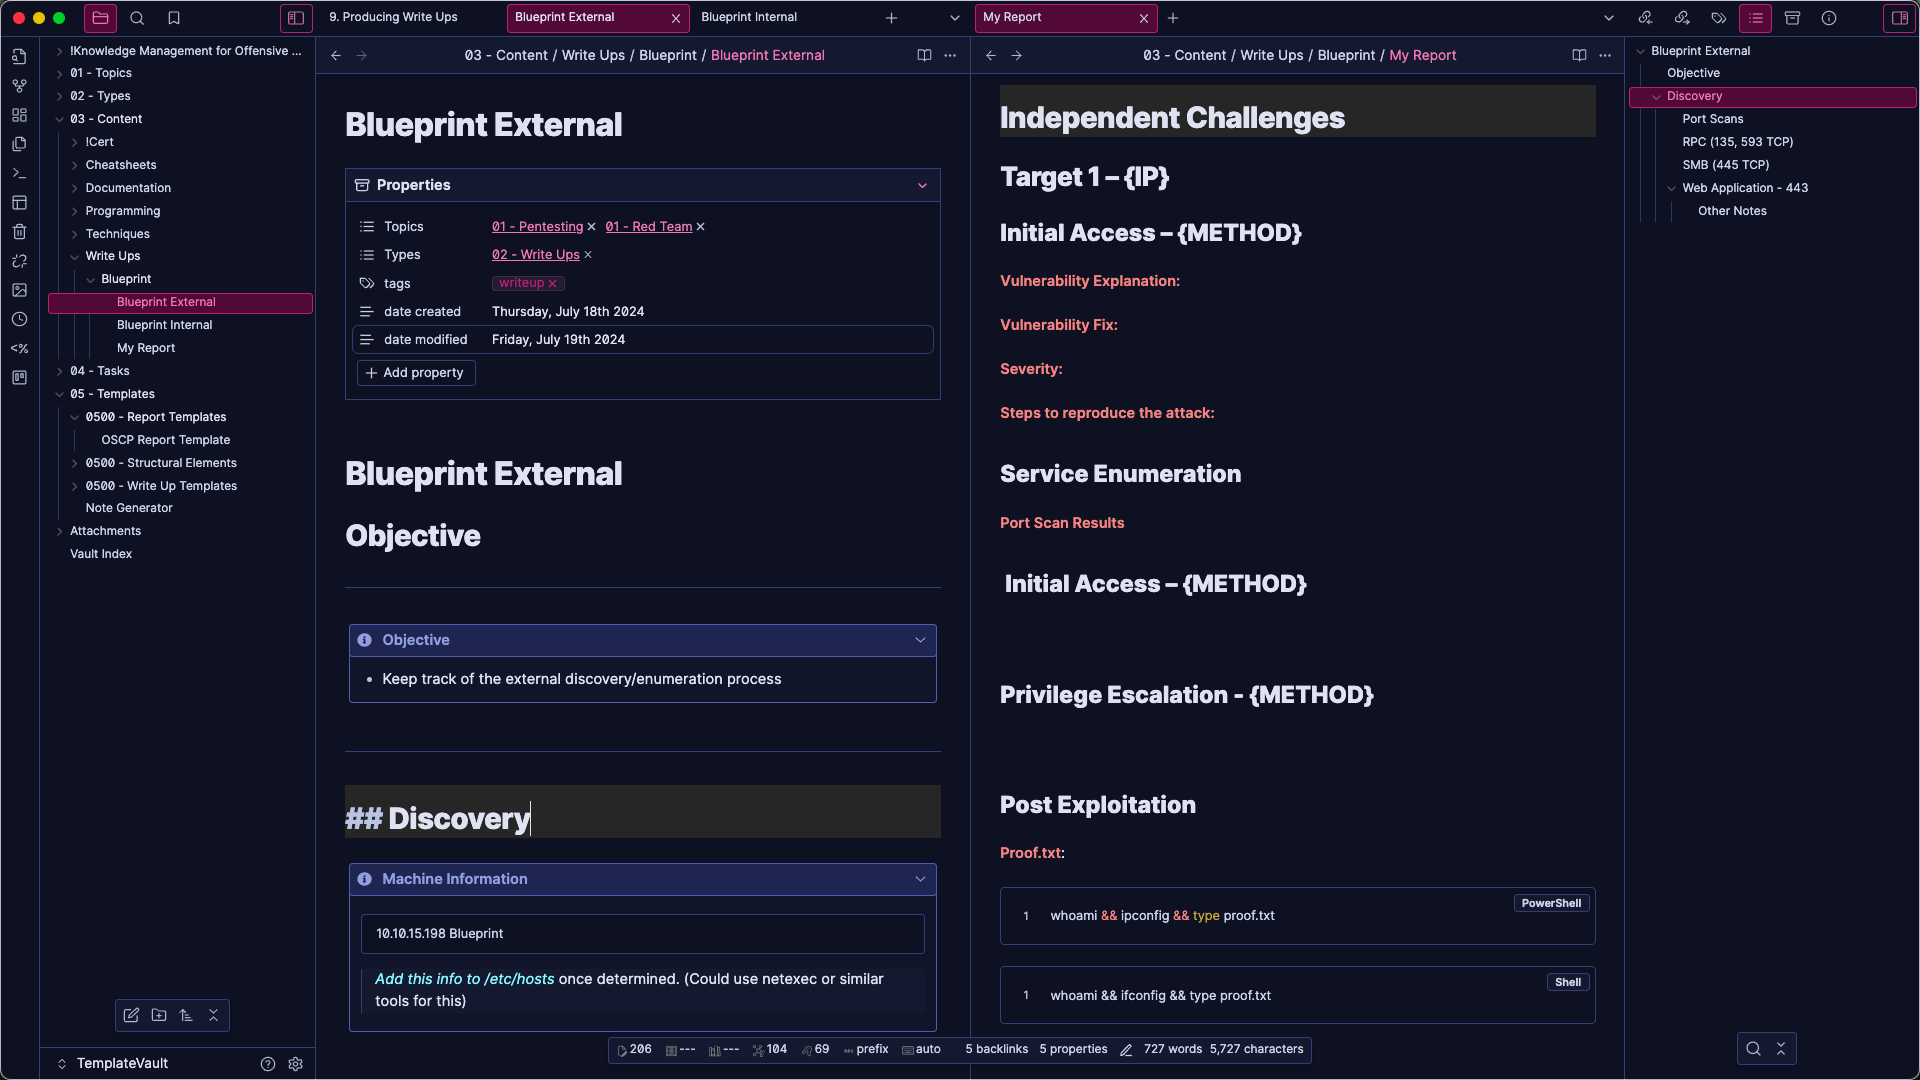 9. Producing Write Ups
Blueprint External
Blueprint Internal
My Report
!Knowledge Management for Offensive ...
01 - Topics
02 - Types
03 - Content
!Cert
Cheatsheets
Documentation
Programming
Techniques
Write Ups
Blueprint
Blueprint External
Blueprint Internal
My Report
04 - Tasks
05 - Templates
0500 - Report Templates
OSCP Report Template
0500 - Structural Elements
0500 - Write Up Templates
Note Generator
Attachments
Vault Index
TemplateVault
03 - Content / Write Ups / Blueprint / Blueprint External
Blueprint External
Properties
Topics 01 - Pentesting 01 - Red Team
Types 02 - Write Ups
tags writeup
date created Thursday, July 18th 2024
date modified Friday, July 19th 2024
Add property
Blueprint External
Objective
Objective
Keep track of the external discovery/enumeration process
## Discovery
Machine Information
10.10.15.198 Blueprint
Add this info to /etc/hosts once determined. (Could use netexec or similar
tools for this)
03 - Content / Write Ups / Blueprint / My Report
Independent Challenges
Target 1 – {IP}
Initial Access – {METHOD}
Vulnerability Explanation:
Vulnerability Fix:
Severity:
Steps to reproduce the attack:
Service Enumeration
Port Scan Results
Initial Access – {METHOD}
Privilege Escalation - {METHOD}
Post Exploitation
Proof.txt:
PowerShell
1 whoami && ipconfig && type proof.txt
Shell
1 whoami && ifconfig && type proof.txt
206 --- --- 104 69 prefix auto 5 backlinks 5 properties 727 words 5,727 characters
Blueprint External
Objective
Discovery
Port Scans
RPC (135, 593 TCP)
SMB (445 TCP)
Web Application - 443
Other Notes